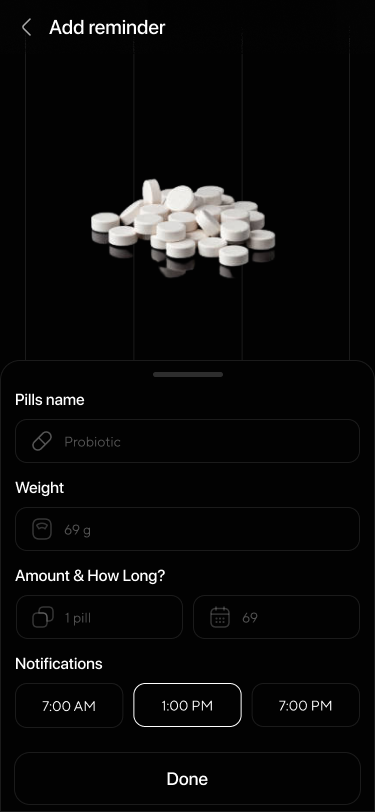 Add reminder
Pills name
Probiotic
Weight
69 g
Amount & How Long?
1 pill 69
Notifications
7:00 AM 1:00 PM 7:00 PM
Done